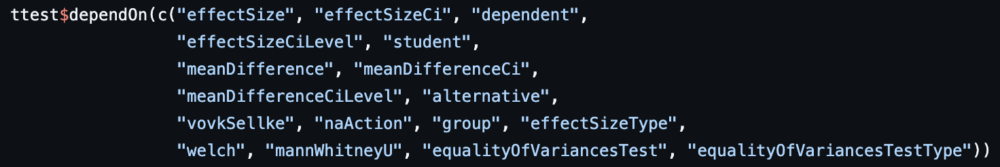 ttest$dependOn(c("effectSize", "effectSizeCi", "dependent",
"effectSizeCiLevel", "student",
"meanDifference", "meanDifferenceCi",
"meanDifferenceCiLevel", "alternative",
"vovkSellke", "naAction", "group", "effectSizeType",
"welch", "mannWhitneyU", "equalityOfVariancesTest", "equalityOfVariancesTestType"))